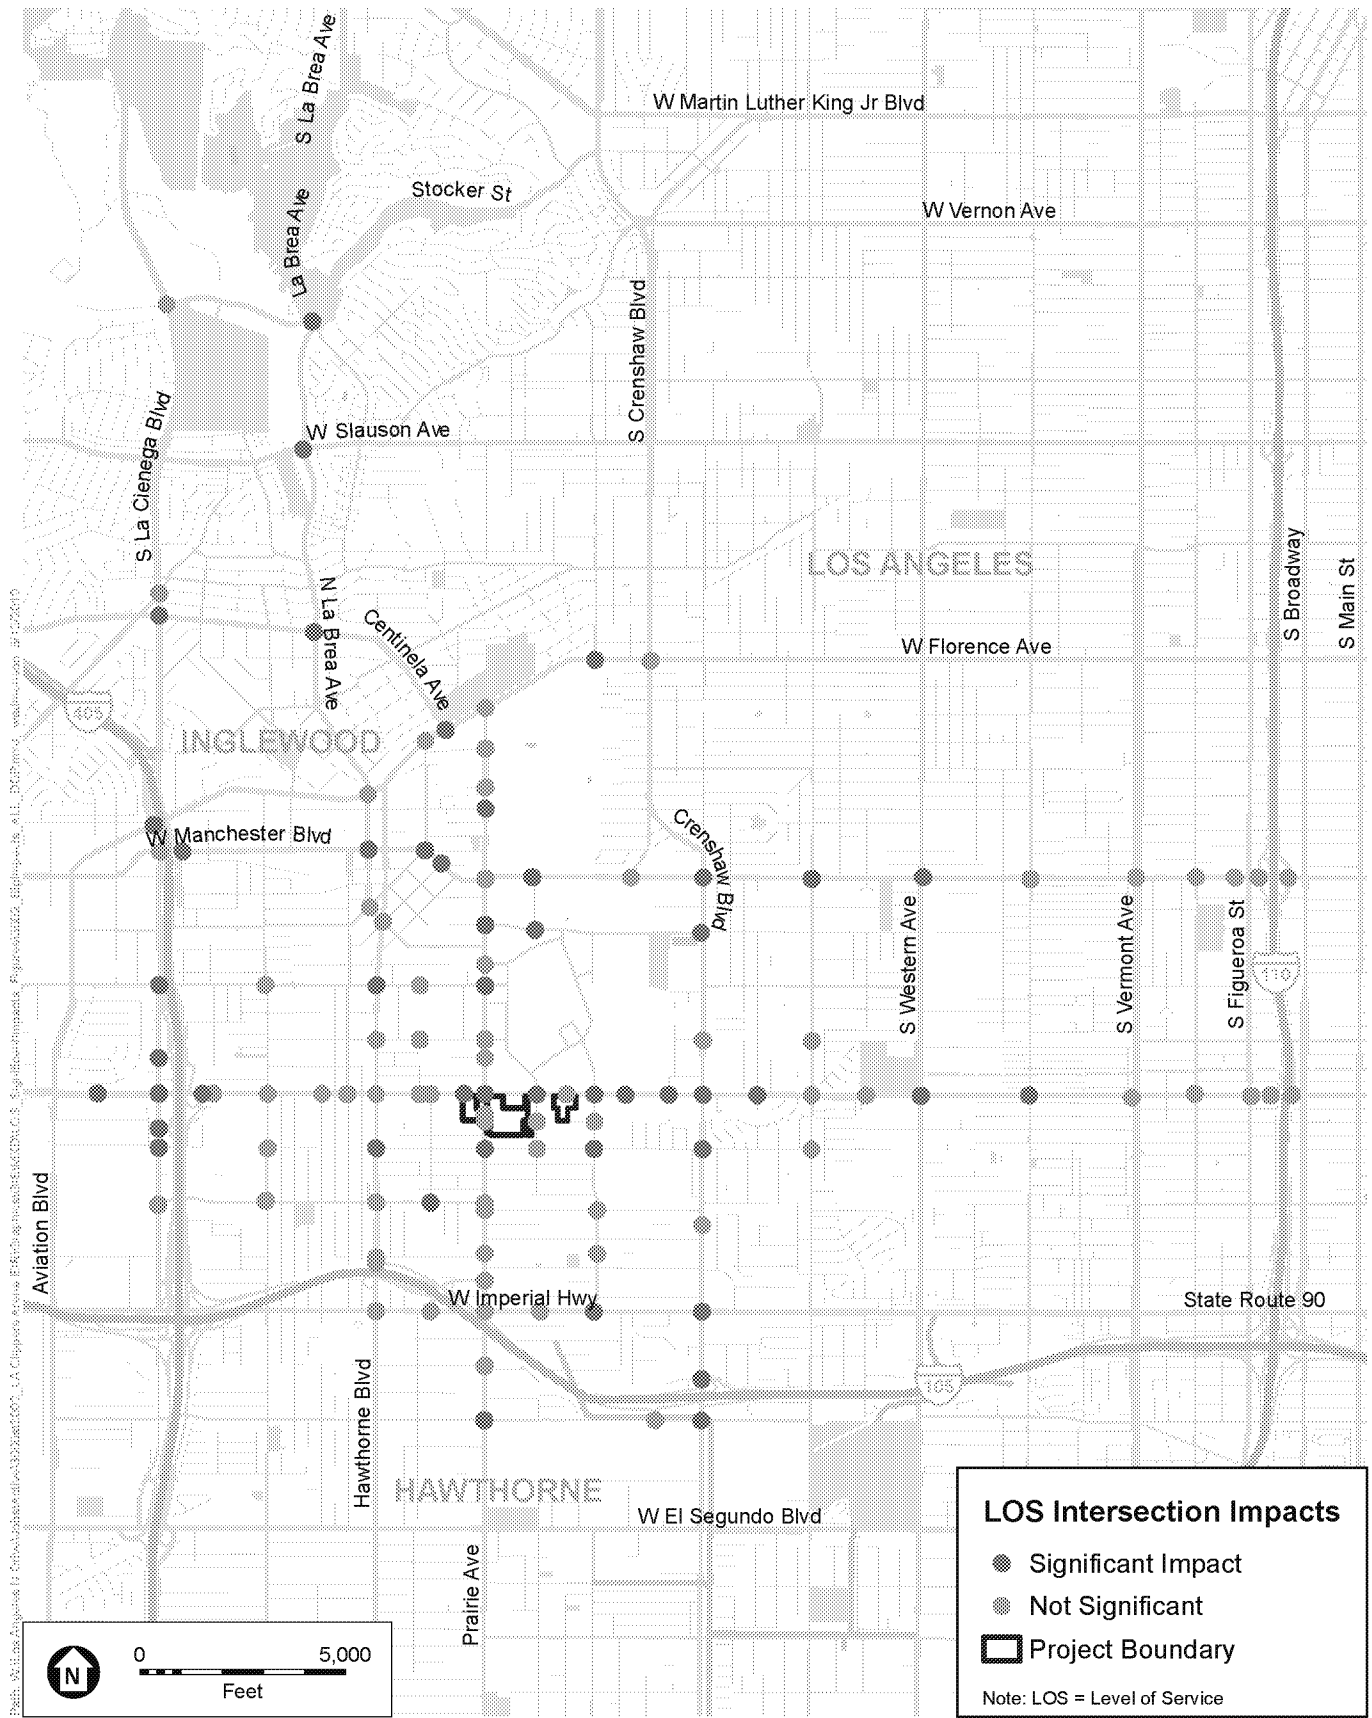 S La Brea Ave
W Martin Luther King Jr Blvd
Stocker St
La Brea Ave
W Vernon Ave
S Crenshaw Blvd
S La Cienega Blvd
W Slauson Ave
LOS ANGELES
S Broadway
S Main St
N La Brea Ave
Centinela Ave
W Florence Ave
405
INGLEWOOD
W Manchester Blvd
Crenshaw Blvd
S Western Ave
S Vermont Ave
S Figueroa St
110
Aviation Blvd
W Imperial Hwy
State Route 90
Hawthorne Blvd
105
HAWTHORNE
W El Segundo Blvd
Prairie Ave
LOS Intersection Impacts
Significant Impact
Not Significant
Project Boundary
Note: LOS = Level of Service
N
0 5,000
Feet